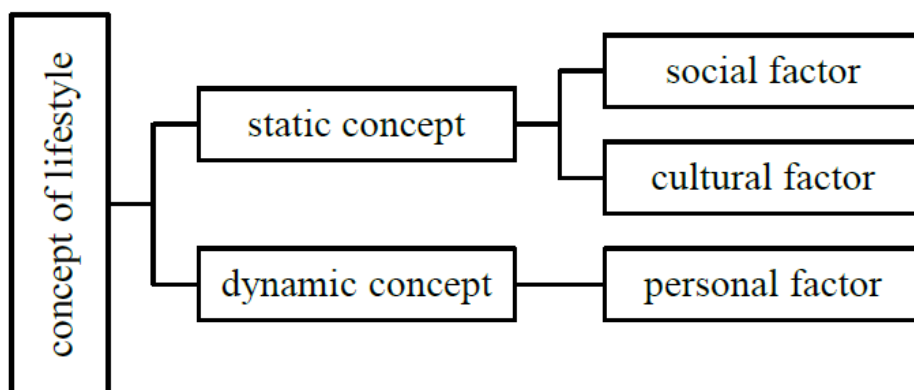 concept of lifestyle
static concept
social factor
cultural factor
dynamic concept
personal factor